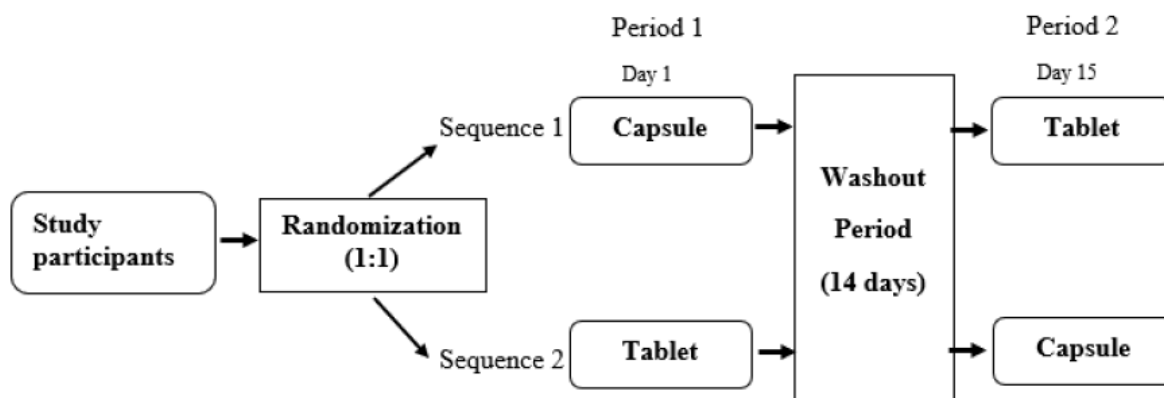 Period 1
Period 2
Day 1
Day 15
Sequence 1
Capsule
Tablet
Washout
Period
(14 days)
Study
participants
Randomization
(1:1)
Sequence 2
Tablet
Capsule